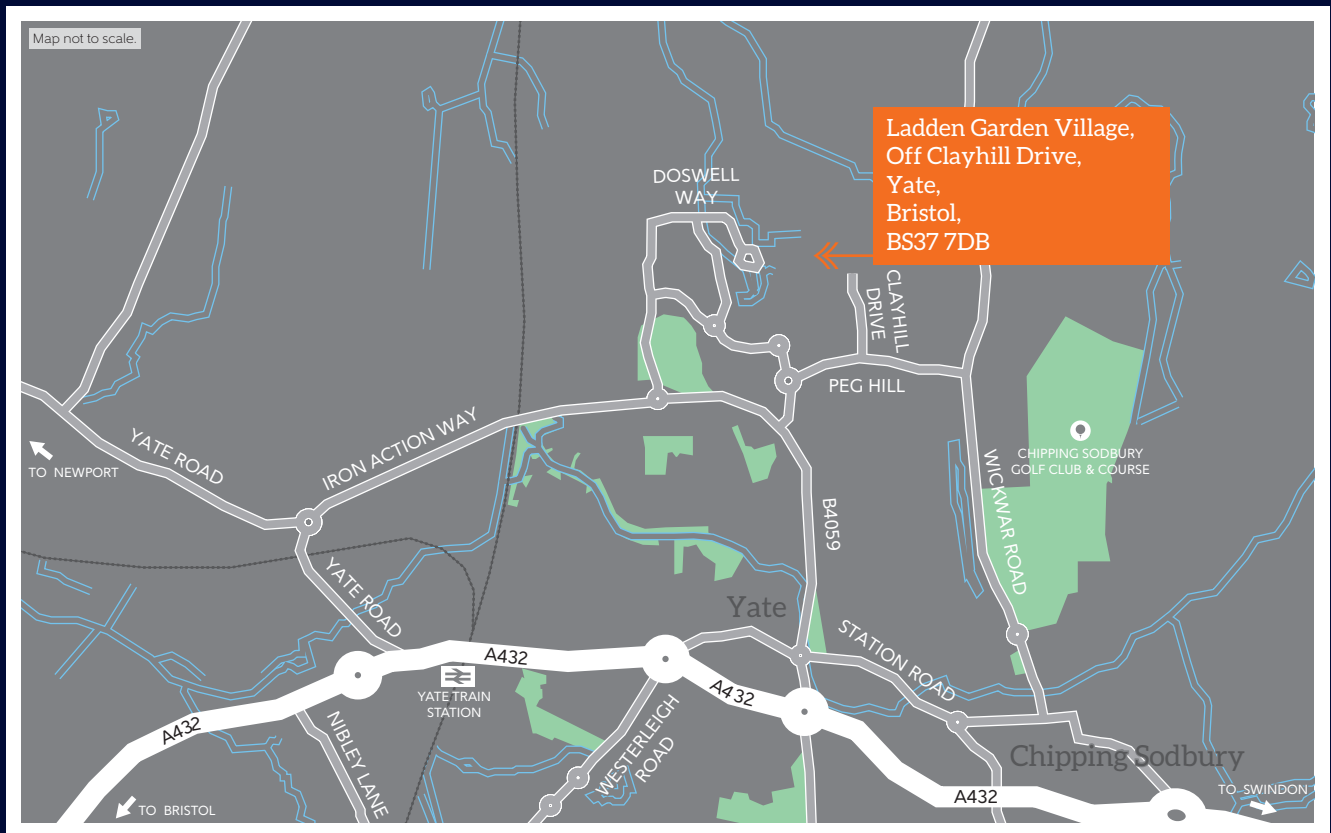 Map not to scale.
Ladden Garden Village,
Off Clayhill Drive,
Yate,
Bristol,
BS37 7DB
DOSWELL
WAY
CLAYHILL
DRIVE
PEG HILL
YATE ROAD
TO NEWPORT
IRON ACTION WAY
CHIPPING SODBURY
GOLF CLUB & COURSE
WICKWAR ROAD
B4059
YATE ROAD
Yate
STATION ROAD
A432
YATE TRAIN
STATION
A432
A432
NIBLEY LANE
WESTERLEIGH
ROAD
Chipping Sodbury
A432
TO SWINDON
TO BRISTOL